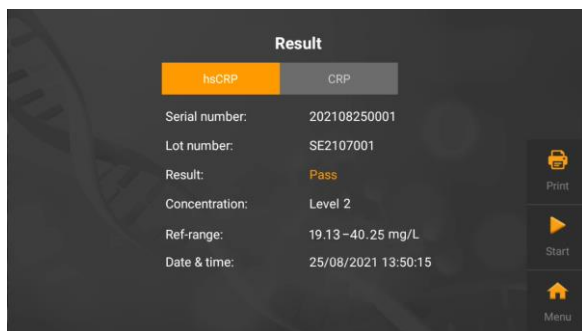 Result
hsCRP CRP
Serial number: 202108250001
Lot number: SE2107001
Result: Pass
Concentration: Level 2
Ref-range: 19.13-40.25 mg/L
Date & time: 25/08/2021 13:50:15
Print
Start
Menu